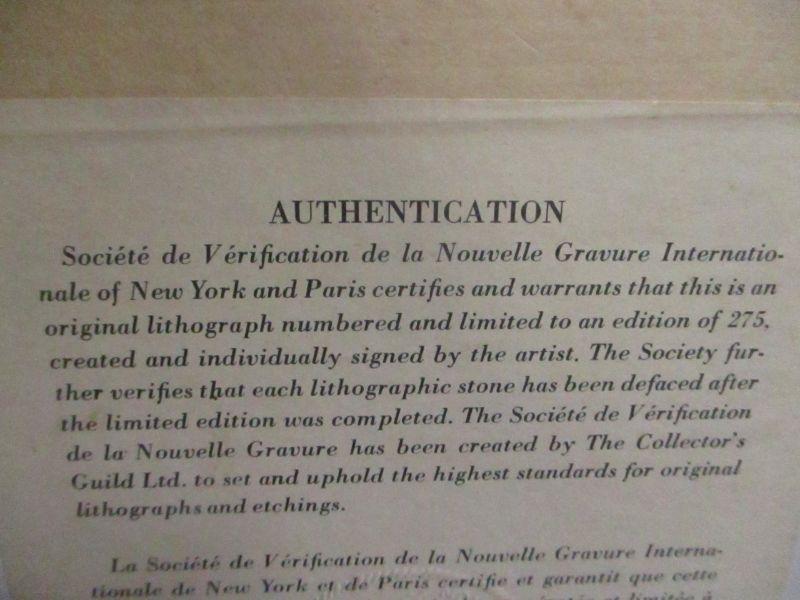 AUTHENTICATION
Société de Vérification de la Nouvelle Gravure Internatio-
nale of New York and Paris certifies and warrants that this is an
original lithograph numbered and limited to an edition of 275,
created and individually signed by the artist. The Society fur-
ther verifies that each lithographic stone has been defaced after
the limited edition was completed. The Société de Vérification
de la Nouvelle Gravure has been created by The Collector's
Guild Ltd. to set and uphold the highest standards for original
lithographs and etchings.
La Société de Vérification de la Nouvelle Gravure Interna-
tionale de New York et de Paris certifie et garantit que cette
et limitée à